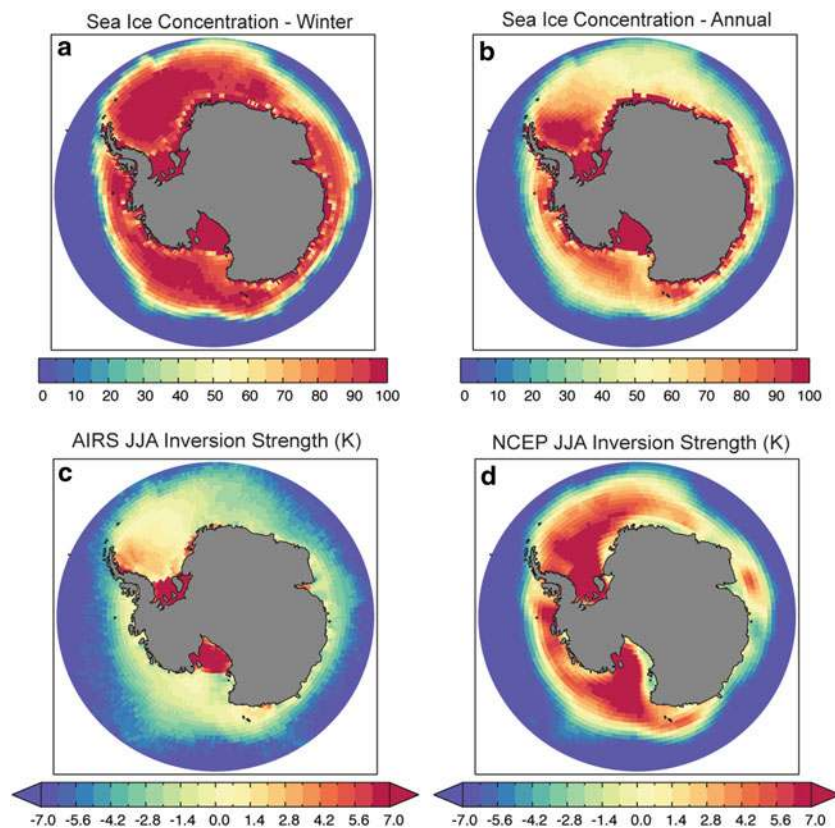 Sea Ice Concentration - Winter
Sea Ice Concentration - Annual
a
b
0 10 20 30 40 50 60 70 80 90 100
0 10 20 30 40 50 60 70 80 90 100
AIRS JJA Inversion Strength (K)
NCEP JJA Inversion Strength (K)
c
d
-7.0 -5.6 -4.2 -2.8 -1.4 0.0 1.4 2.8 4.2 5.6 7.0
-7.0 -5.6 -4.2 -2.8 -1.4 0.0 1.4 2.8 4.2 5.6 7.0